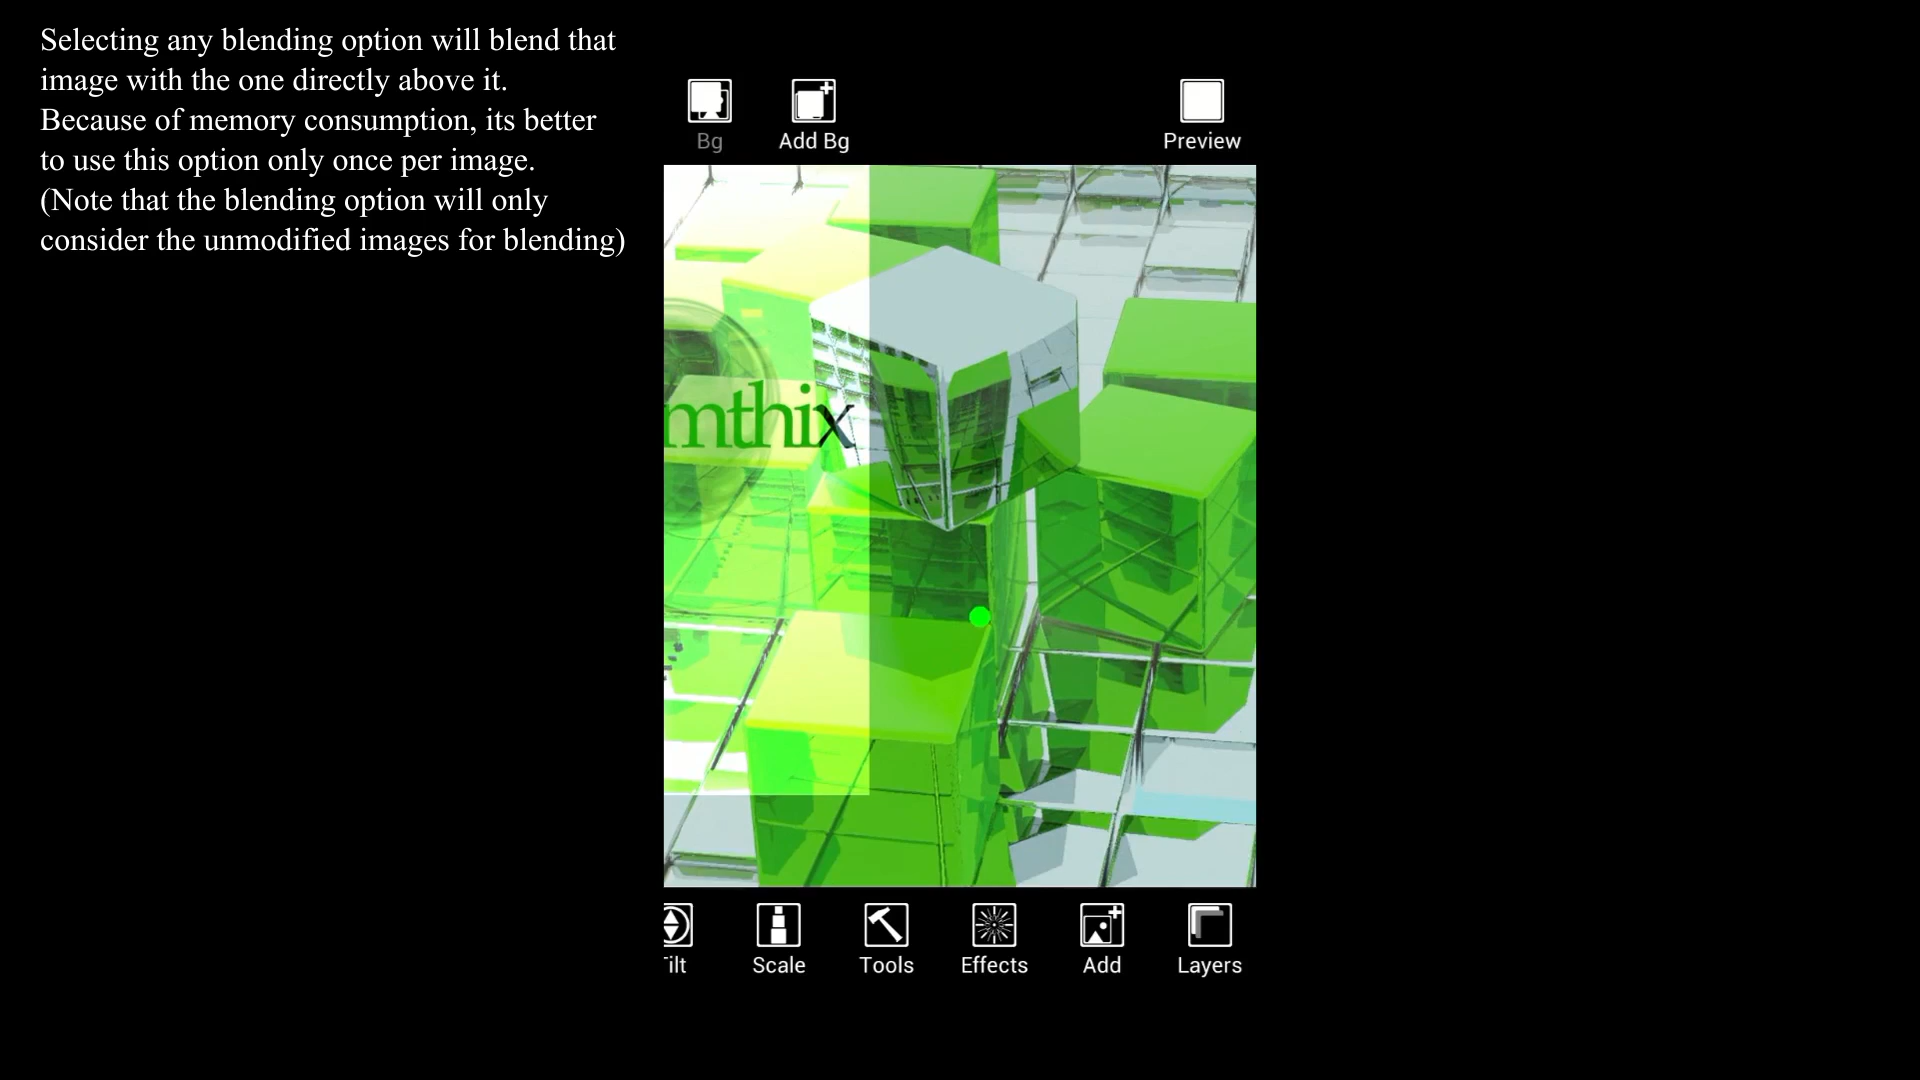 Selecting any blending option will blend that
image with the one directly above it.
Because of memory consumption, its better
to use this option only once per image.
(Note that the blending option will only
consider the unmodified images for blending)
Bg Add Bg Preview
mthix
ilt Scale Tools Effects Add Layers